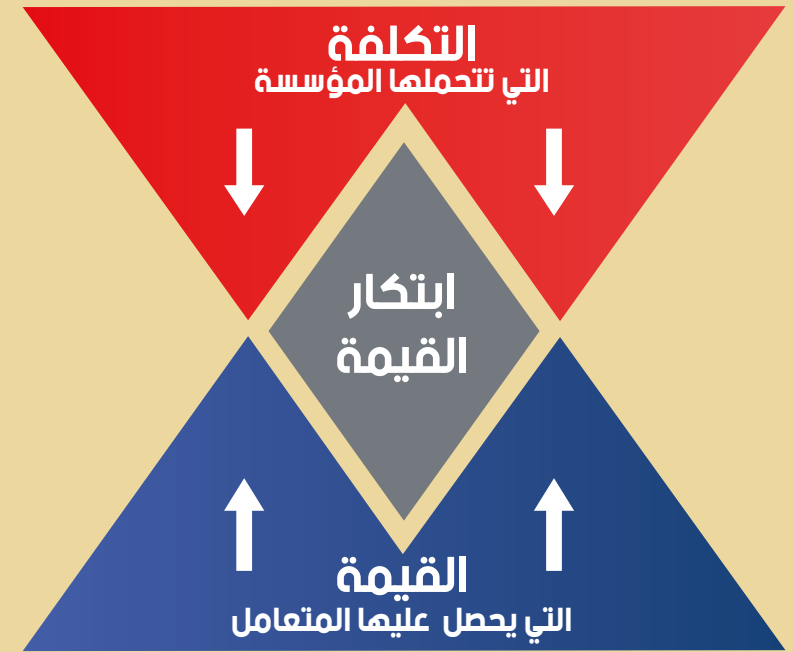 التكلفة
التي تتحملها المؤسسة
ابتكار
القيمة
القيمة
التي يحصل عليها المتعامل